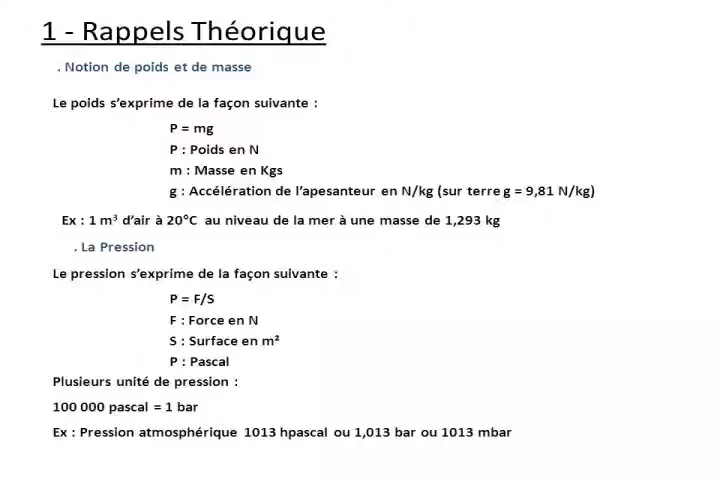 1 - Rappels Théorique
. Notion de poids et de masse
Le poids s’exprime de la façon suivante :
P = mg
P : Poids en N
m : Masse en Kgs
g : Accélération de l’apesanteur en N/kg (sur terre g = 9,81 N/kg)
Ex : 1 m³ d’air à 20°C au niveau de la mer à une masse de 1,293 kg
. La Pression
Le pression s’exprime de la façon suivante :
P = F/S
F : Force en N
S : Surface en m²
P : Pascal
Plusieurs unité de pression :
100 000 pascal = 1 bar
Ex : Pression atmosphérique 1013 hpascal ou 1,013 bar ou 1013 mbar